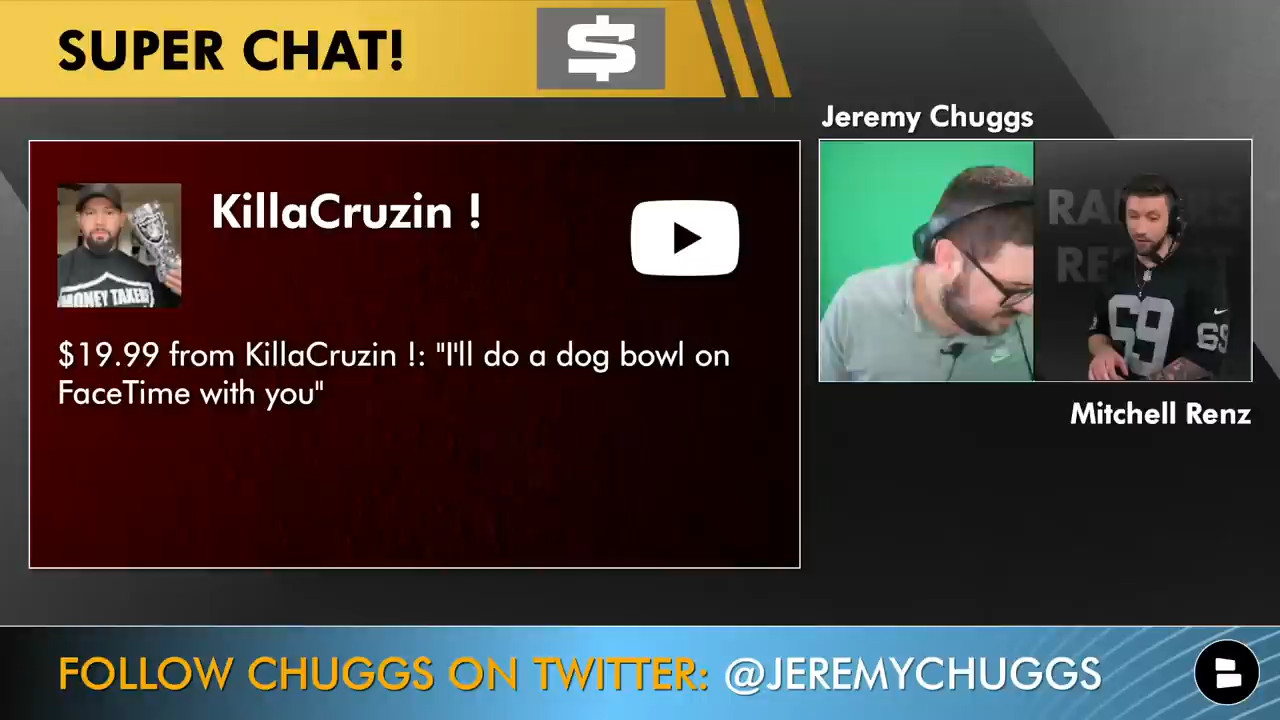 SUPER CHAT!
$
Jeremy Chuggs
KillaCruzin !
MONEY TAKERS
$19.99 from KillaCruzin !: "I'll do a dog bowl on
FaceTime with you"
69
69
Mitchell Renz
FOLLOW CHUGGS ON TWITTER: @JEREMYCHUGGS